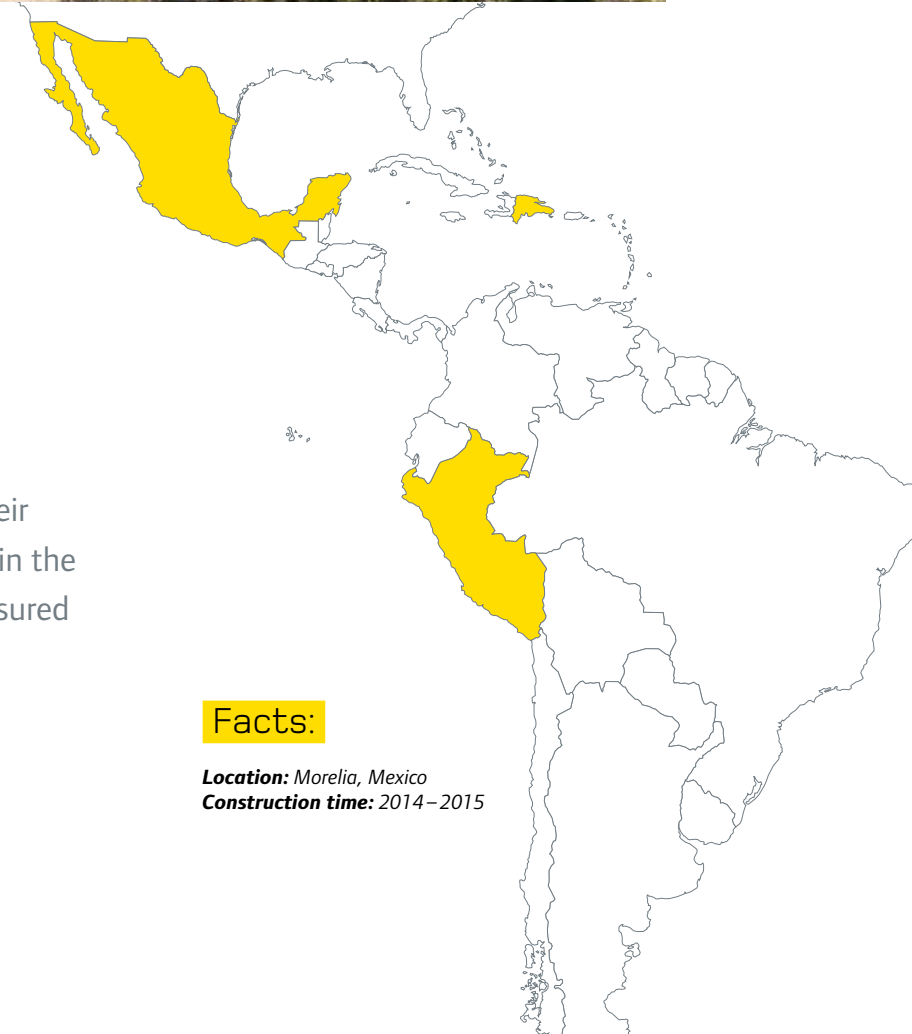 eir
in the
sured
Facts:
Location: Morelia, Mexico
Construction time: 2014–2015